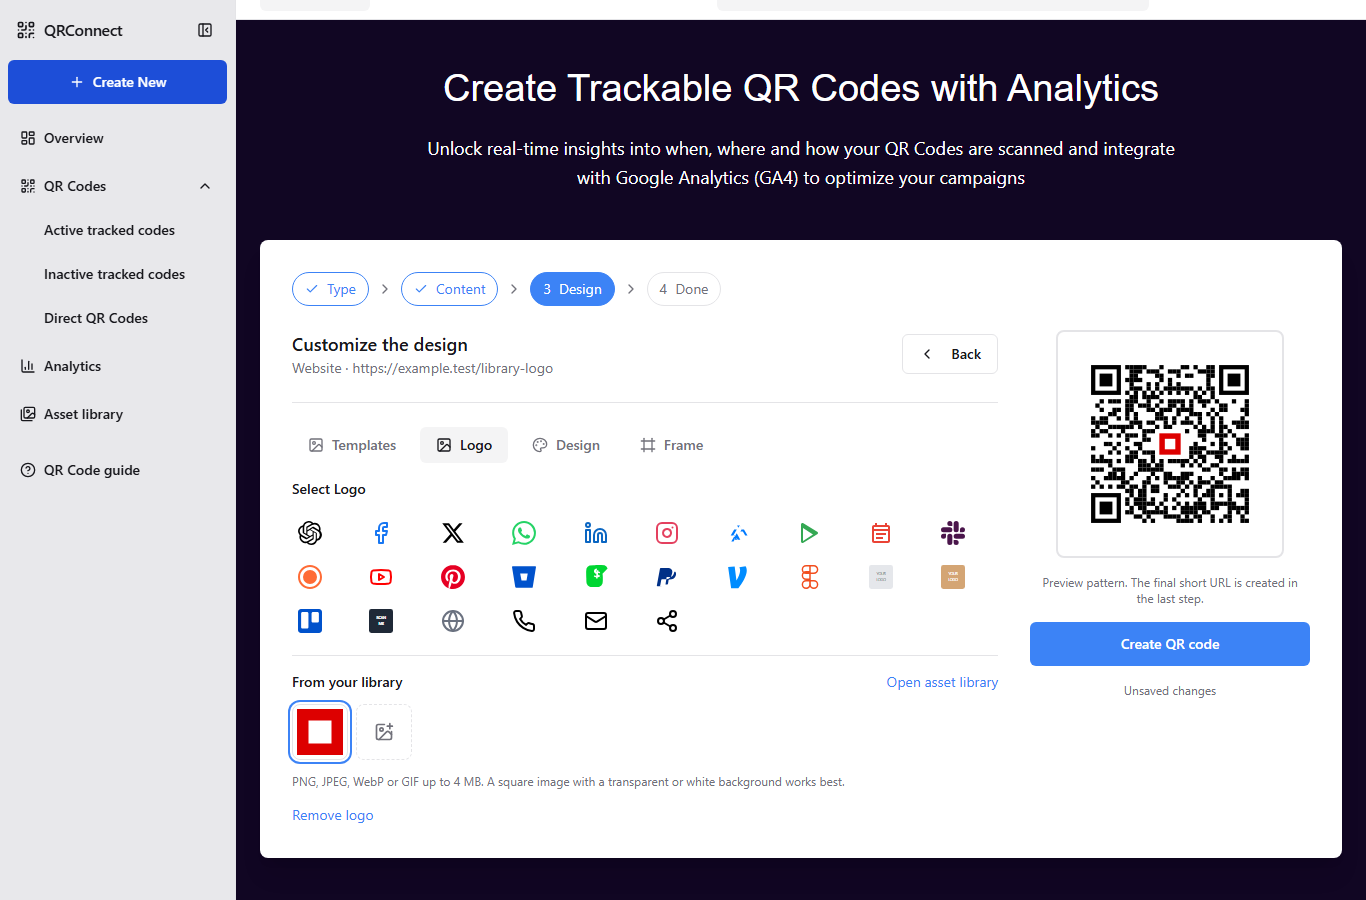 QRConnect
Create New
Overview
QR Codes
Active tracked codes
Inactive tracked codes
Direct QR Codes
Analytics
Asset library
QR Code guide
Create Trackable QR Codes with Analytics
Unlock real-time insights into when, where and how your QR Codes are scanned and integrate
with Google Analytics (GA4) to optimize your campaigns
Type
Content
3 Design
4 Done
Customize the design
Website · https://example.test/library-logo
Back
Templates
Logo
Design
Frame
Select Logo
YOUR
LOGO
YOUR
LOGO
SCAN
ME
From your library
Open asset library
PNG, JPEG, WebP or GIF up to 4 MB. A square image with a transparent or white background works best.
Remove logo
Preview pattern. The final short URL is created in
the last step.
Create QR code
Unsaved changes